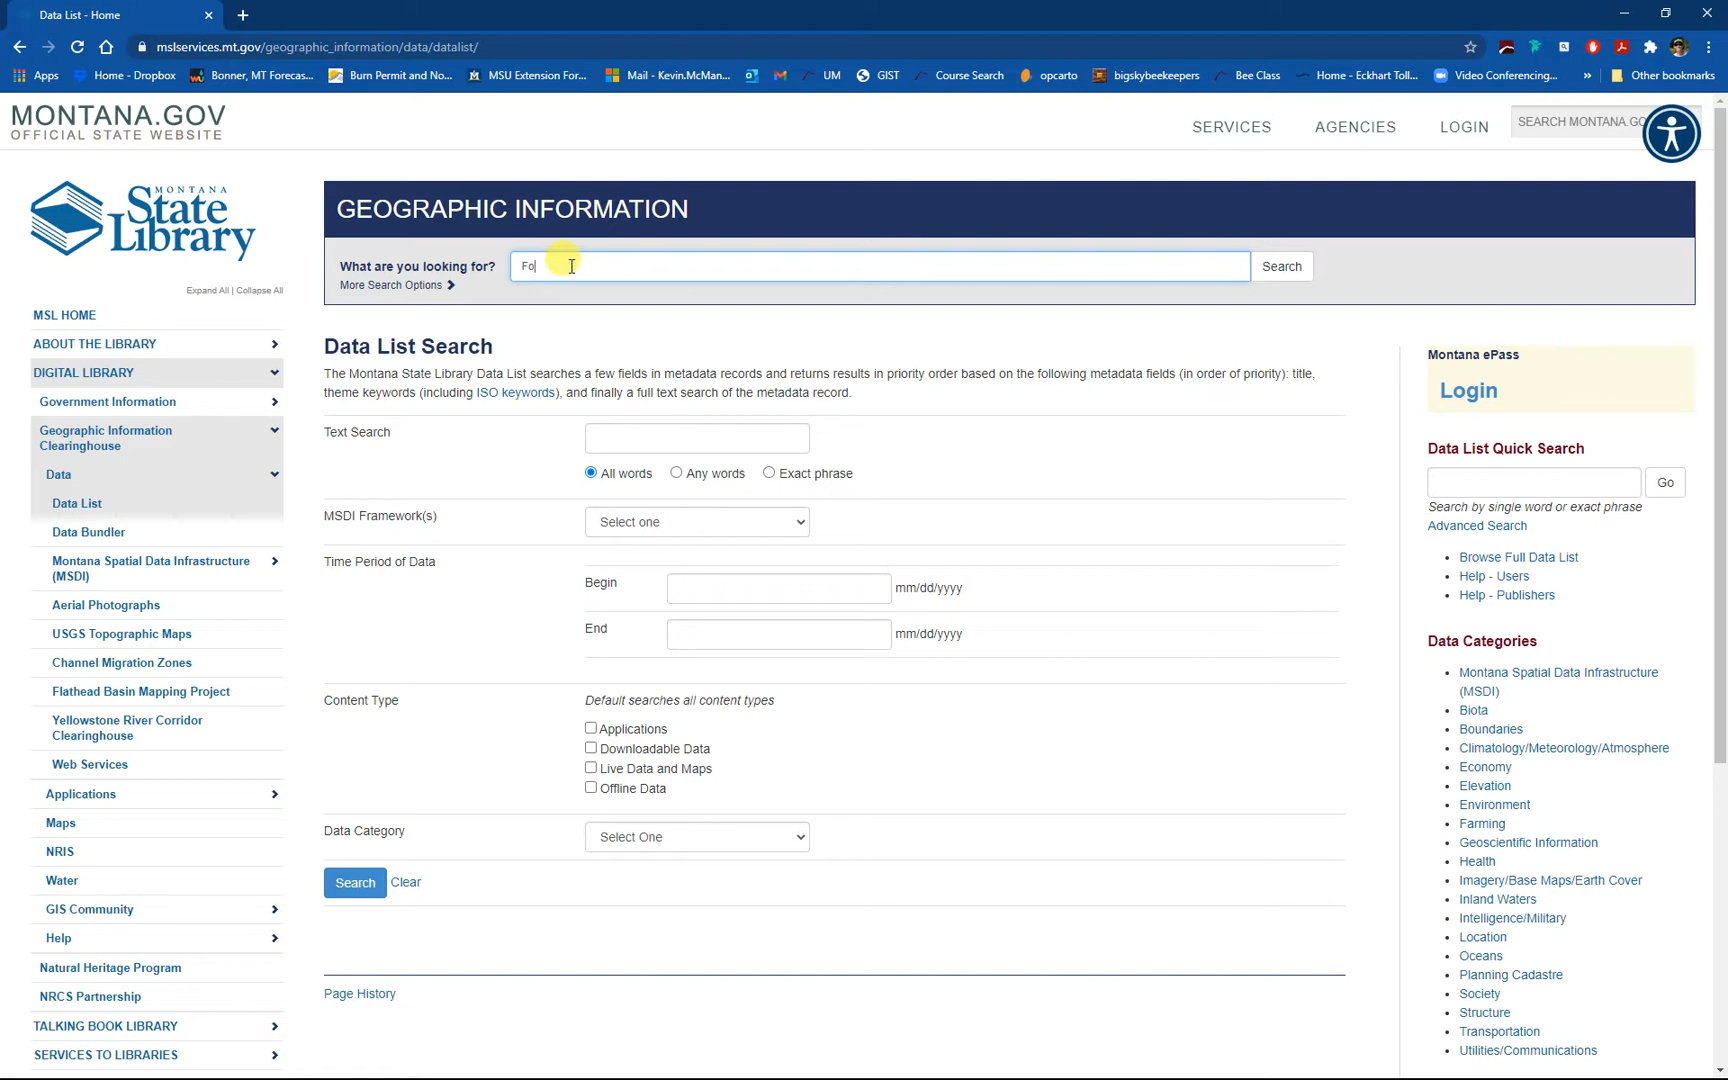 Data List - Home
mslservices.mt.gov/geographic_information/data/datalist/
Apps
Home - Dropbox
Bonner, MT Forecas...
Burn Permit and No...
MSU Extension For...
Mail - Kevin.McMan...
UM
GIST
Course Search
opcarto
bigskybeekeepers
Bee Class
Home - Eckhart Toll...
Video Conferencing...
»
Other bookmarks
MONTANA.GOV
OFFICIAL STATE WEBSITE
SERVICES
AGENCIES
LOGIN
SEARCH MONTANA.GO
MONTANA
State
Library
Expand All | Collapse All
MSL HOME
ABOUT THE LIBRARY
DIGITAL LIBRARY
Government Information
Geographic Information
Clearinghouse
Data
Data List
Data Bundler
Montana Spatial Data Infrastructure
(MSDI)
Aerial Photographs
USGS Topographic Maps
Channel Migration Zones
Flathead Basin Mapping Project
Yellowstone River Corridor
Clearinghouse
Web Services
Applications
Maps
NRIS
Water
GIS Community
Help
Natural Heritage Program
NRCS Partnership
TALKING BOOK LIBRARY
SERVICES TO LIBRARIES
GEOGRAPHIC INFORMATION
What are you looking for?
Fo
Search
More Search Options
Data List Search
The Montana State Library Data List searches a few fields in metadata records and returns results in priority order based on the following metadata fields (in order of priority): title,
theme keywords (including ISO keywords), and finally a full text search of the metadata record.
Text Search
All words
Any words
Exact phrase
MSDI Framework(s)
Select one
Time Period of Data
Begin
mm/dd/yyyy
End
mm/dd/yyyy
Content Type
Default searches all content types
Applications
Downloadable Data
Live Data and Maps
Offline Data
Data Category
Select One
Search
Clear
Page History
Montana ePass
Login
Data List Quick Search
Go
Search by single word or exact phrase
Advanced Search
• Browse Full Data List
• Help - Users
• Help - Publishers
Data Categories
• Montana Spatial Data Infrastructure
(MSDI)
• Biota
• Boundaries
• Climatology/Meteorology/Atmosphere
• Economy
• Elevation
• Environment
• Farming
• Geoscientific Information
• Health
• Imagery/Base Maps/Earth Cover
• Inland Waters
• Intelligence/Military
• Location
• Oceans
• Planning Cadastre
• Society
• Structure
• Transportation
• Utilities/Communications